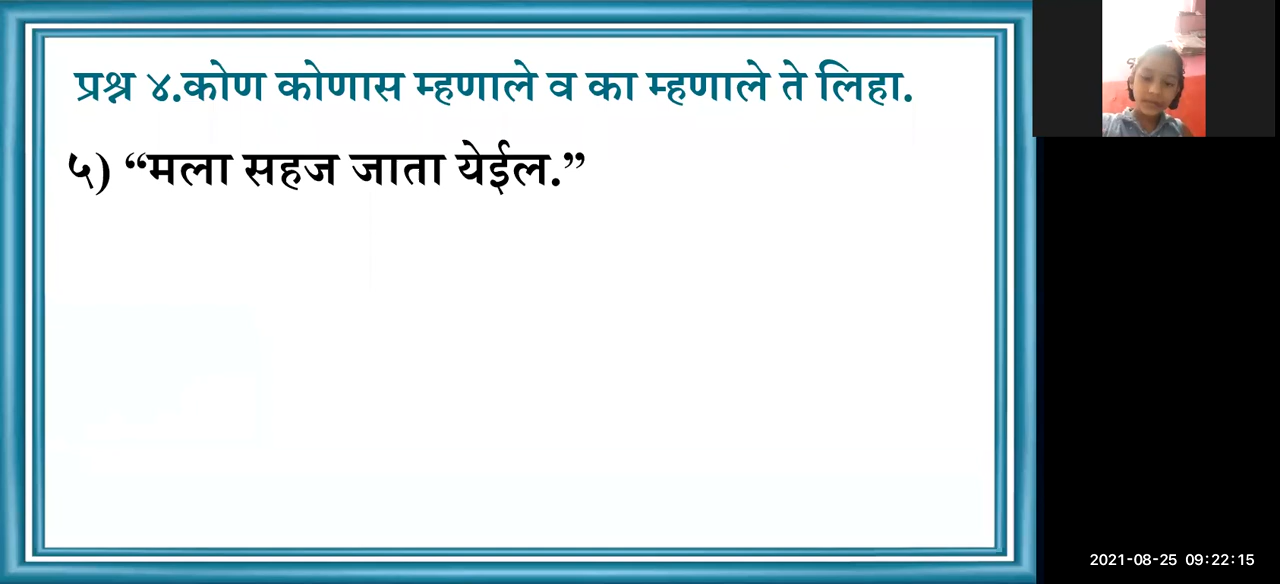 प्रश्न ४.कोण कोणास म्हणाले व का म्हणाले ते लिहा.
५) “मला सहज जाता येईल.”
2021-08-25 09:22:15